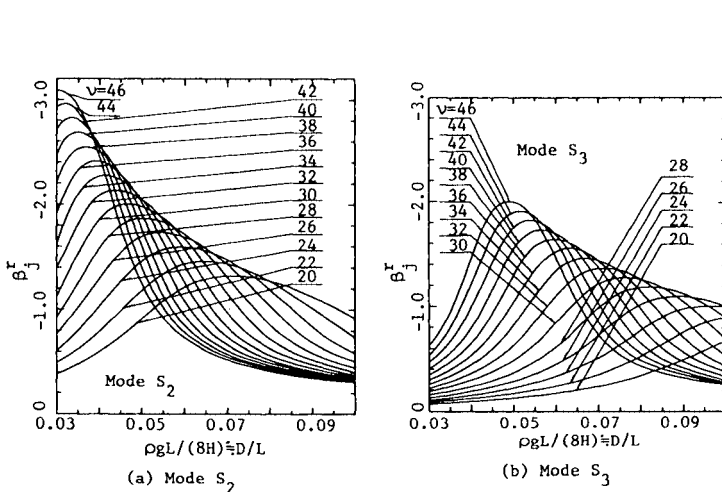 -3.0
-2.0
-1.0
0
β_j^r
ν=46
44
42
40
38
36
34
32
30
28
26
24
22
20
Mode S₂
0.03 0.05 0.07 0.09
ρgL/(8H)≒D/L
(a) Mode S₂
-3.0
-2.0
-1.0
0
β_j^r
ν=46
44
42
40
38
36
34
32
30
Mode S₃
28
26
24
22
20
0.03 0.05 0.07 0.09
ρgL/(8H)≒D/L
(b) Mode S₃